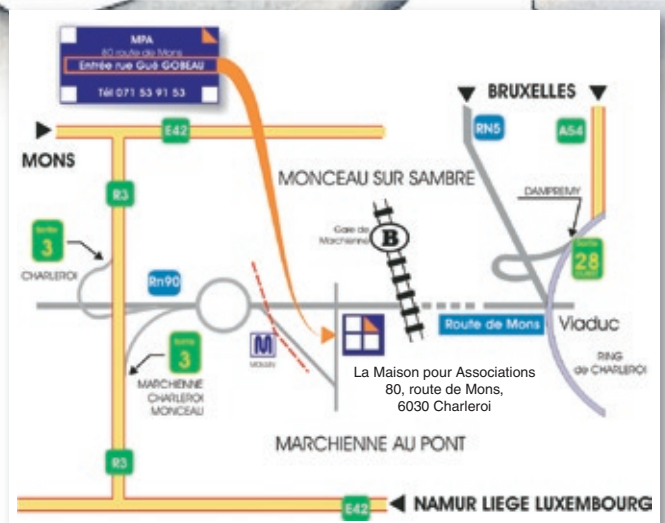 MPA
80 route de Mons
Entrée rue Gué GOBEAU
Tél 071 53 91 53
BRUXELLES
E42
RN5
A54
MONS
MONCEAU SUR SAMBRE
DAMPREMY
R3
Sortie
3
CHARLEROI
Gare de
Marchienne
B
Sortie
28
Rn90
Route de Mons
Viaduc
M
MOULIN
Sortie
3
MARCHIENNE
CHARLEROI
MONCEAU
La Maison pour Associations
80, route de Mons,
6030 Charleroi
RING
de CHARLEROI
MARCHIENNE AU PONT
R3
E42
NAMUR LIEGE LUXEMBOURG